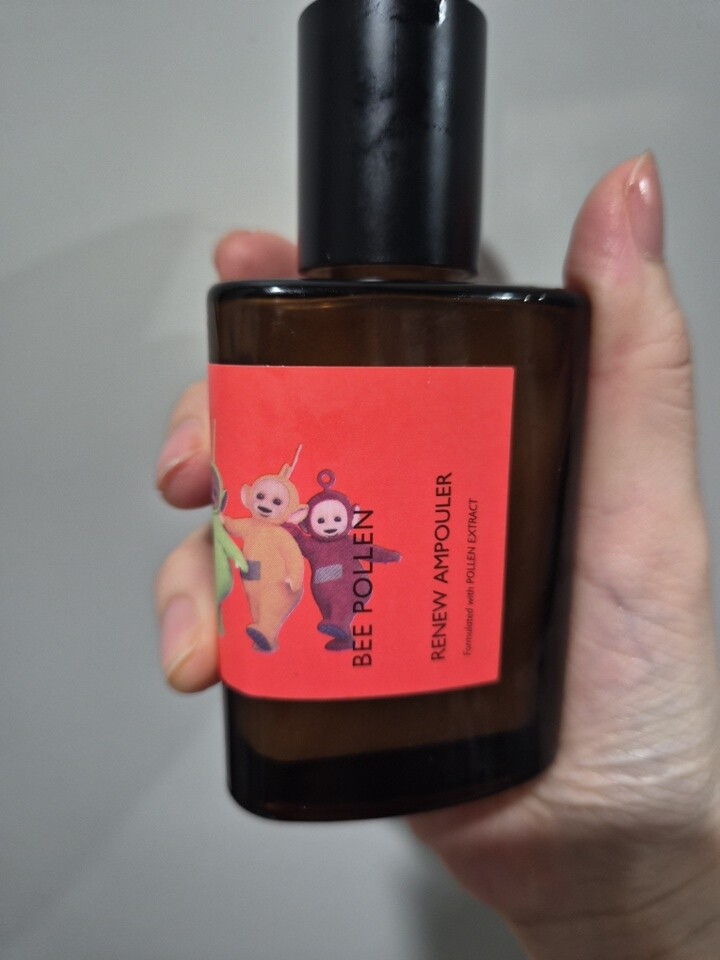 BEE POLLEN
RENEW AMPOULER
Formulated with POLLEN EXTRACT